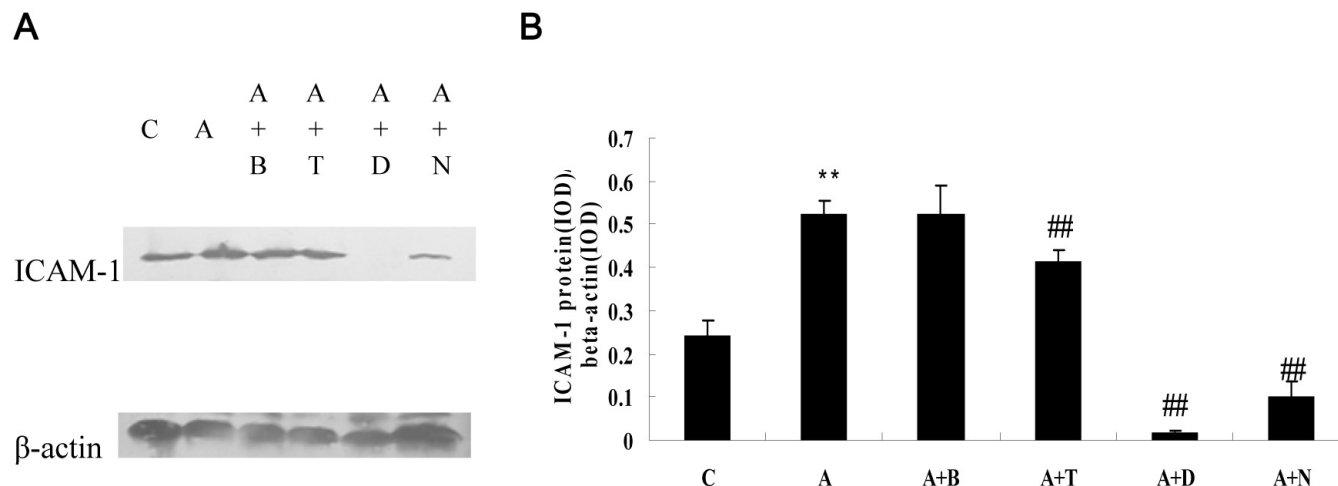 A
B
A A A A
C A + + + +
B T D N
ICAM-1
β-actin
ICAM-1 protein(IOD)/
beta-actin(IOD)
0.7
0.6
0.5
0.4
0.3
0.2
0.1
0
**
##
##
##
C A A+B A+T A+D A+N